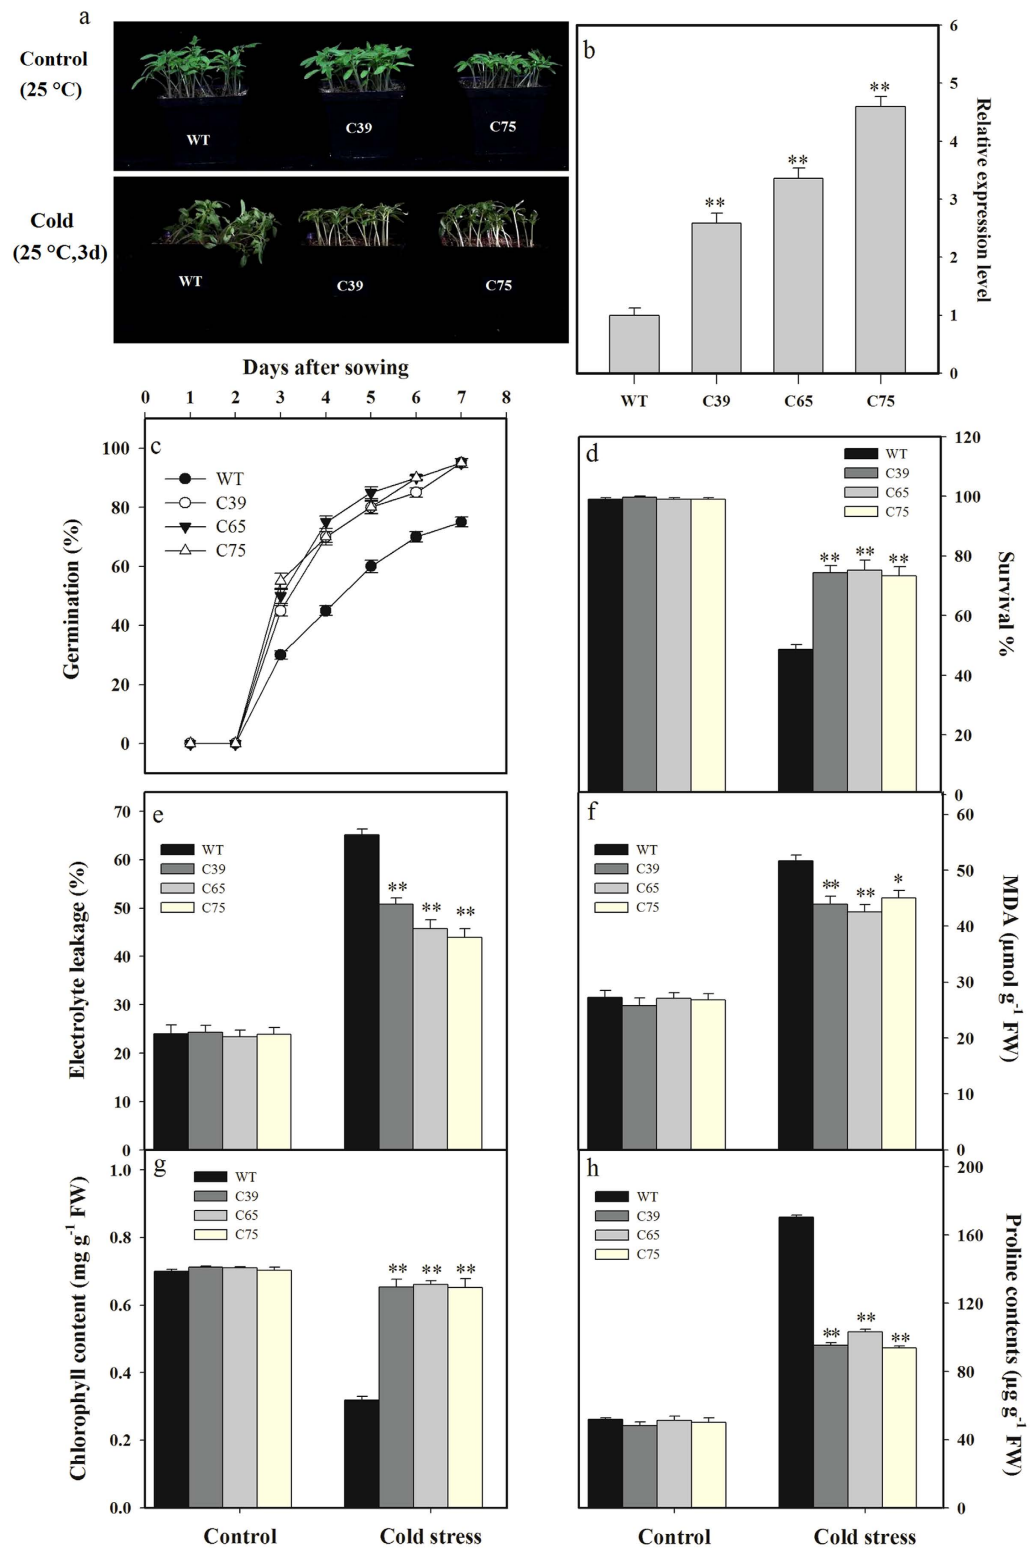 a
Control
(25 °C)
WT
C39
C75
Cold
(25 °C,3d)
WT
C39
C75
b
6
5
4
3
2
1
0
Relative expression level
**
**
**
WT
C39
C65
C75
Days after sowing
0 1 2 3 4 5 6 7 8
c
Germination (%)
100
80
60
40
20
0
WT
C39
C65
C75
d
WT
C39
C65
C75
120
100
80
60
40
20
0
Survival %
** ** **
e
Electrolyte leakage (%)
70
60
50
40
30
20
10
0
WT
C39
C65
C75
**
**
**
f
WT
C39
C65
C75
60
50
40
30
20
10
0
MDA (μmol g⁻¹ FW)
**
**
*
g
Chlorophyll content (mg g⁻¹ FW)
1.0
0.8
0.6
0.4
0.2
0.0
WT
C39
C65
C75
** ** **
Control
Cold stress
h
WT
C39
C65
C75
200
160
120
80
40
0
Proline contents (μg g⁻¹ FW)
**
**
**
Control
Cold stress